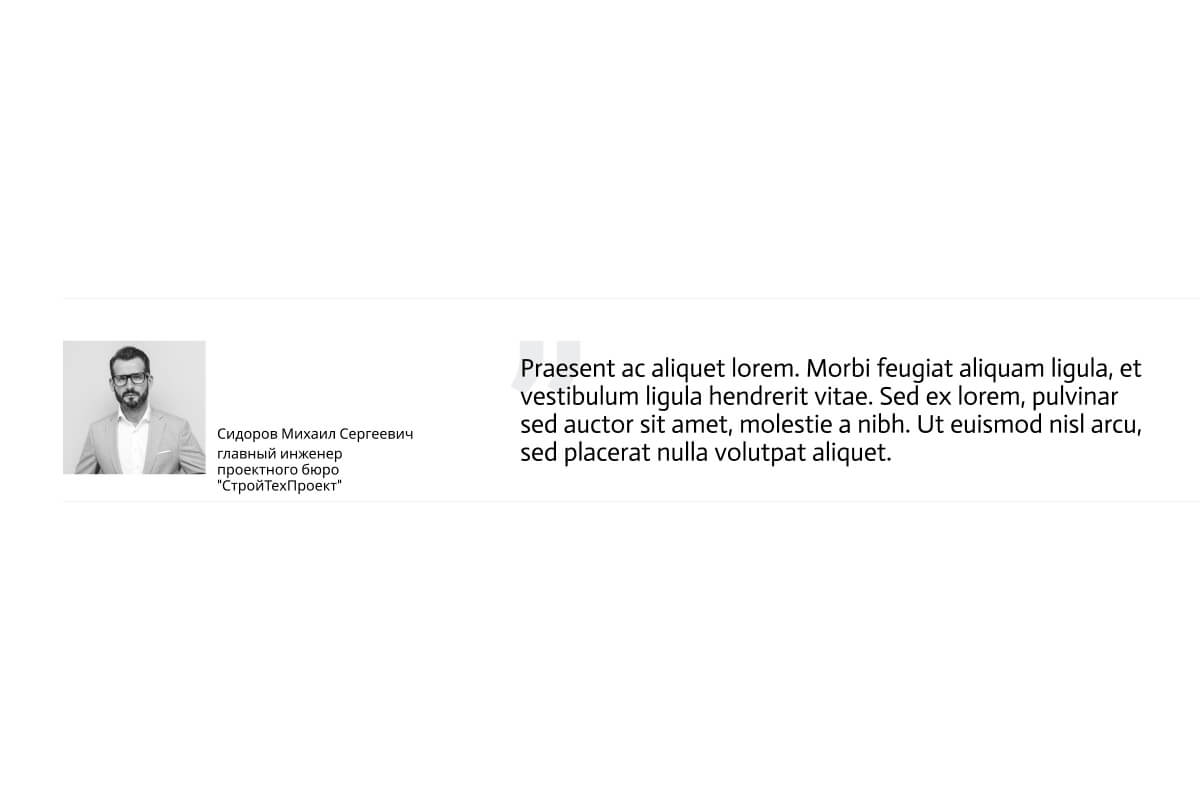 Сидоров Михаил Сергеевич
главный инженер
проектного бюро
"СтройТехПроект"
Praesent ac aliquet lorem. Morbi feugiat aliquam ligula, et
vestibulum ligula hendrerit vitae. Sed ex lorem, pulvinar
sed auctor sit amet, molestie a nibh. Ut euismod nisl arcu,
sed placerat nulla volutpat aliquet.